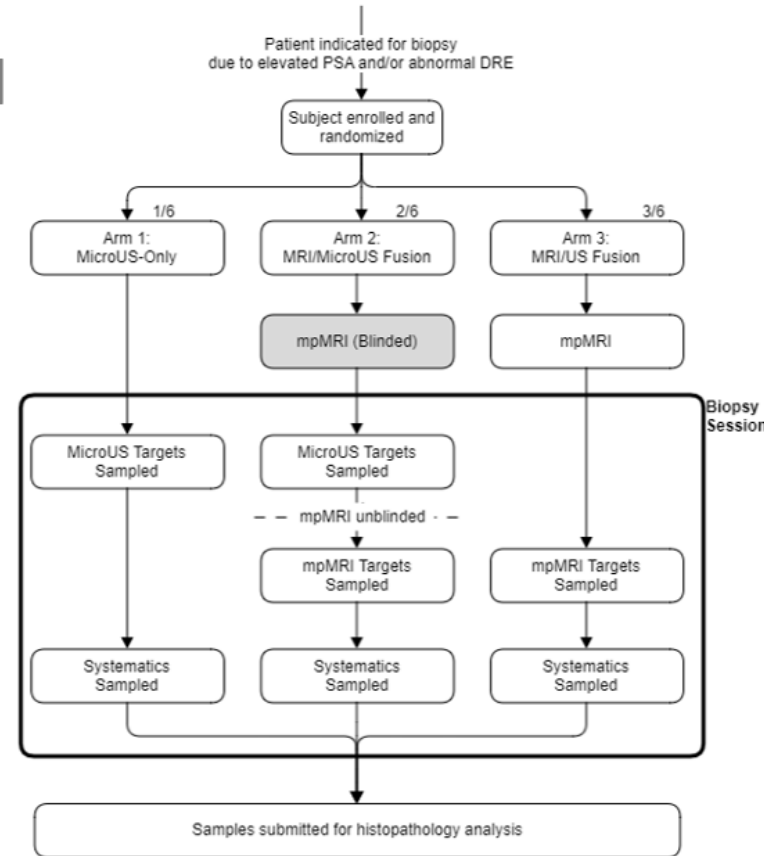 Patient indicated for biopsy
due to elevated PSA and/or abnormal DRE
Subject enrolled and
randomized
1/6
2/6
3/6
Arm 1:
MicroUS-Only
Arm 2:
MRI/MicroUS Fusion
Arm 3:
MRI/US Fusion
mpMRI (Blinded)
mpMRI
Biopsy
Session
MicroUS Targets
Sampled
MicroUS Targets
Sampled
mpMRI unblinded
mpMRI Targets
Sampled
mpMRI Targets
Sampled
Systematics
Sampled
Systematics
Sampled
Systematics
Sampled
Samples submitted for histopathology analysis